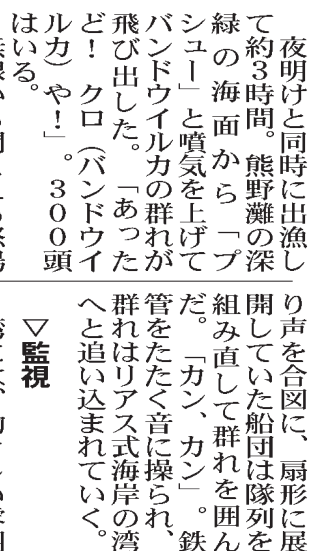 夜明けと同時に出漁し
て約3時間。熊野灘の深
緑の海面から「プ
シュー」と噴気を上げて
バンドウイルカの群れが
飛び出した。「あった
ど！　クロ（バンドウイ
ルカ）や！」。300頭
はいる。
り声を合図に、扇形に展
開していた船団は隊列を
組み直して群れを囲ん
だ。「カン、カン」。鉄
管をたたく音に操られ、
群れはリアス式海岸の湾
へと追い込まれていく。
▽監視